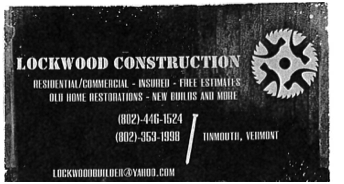 LOCKWOOD CONSTRUCTION
RESIDENTIAL/COMMERCIAL - INSURED - FREE ESTIMATES
OLD HOME RESTORATIONS - NEW BUILDS AND MORE
(802)-446-1524
(802)-353-1998
TINMOUTH, VERMONT
LOCKWOODBUILDER@YAHOO.COM